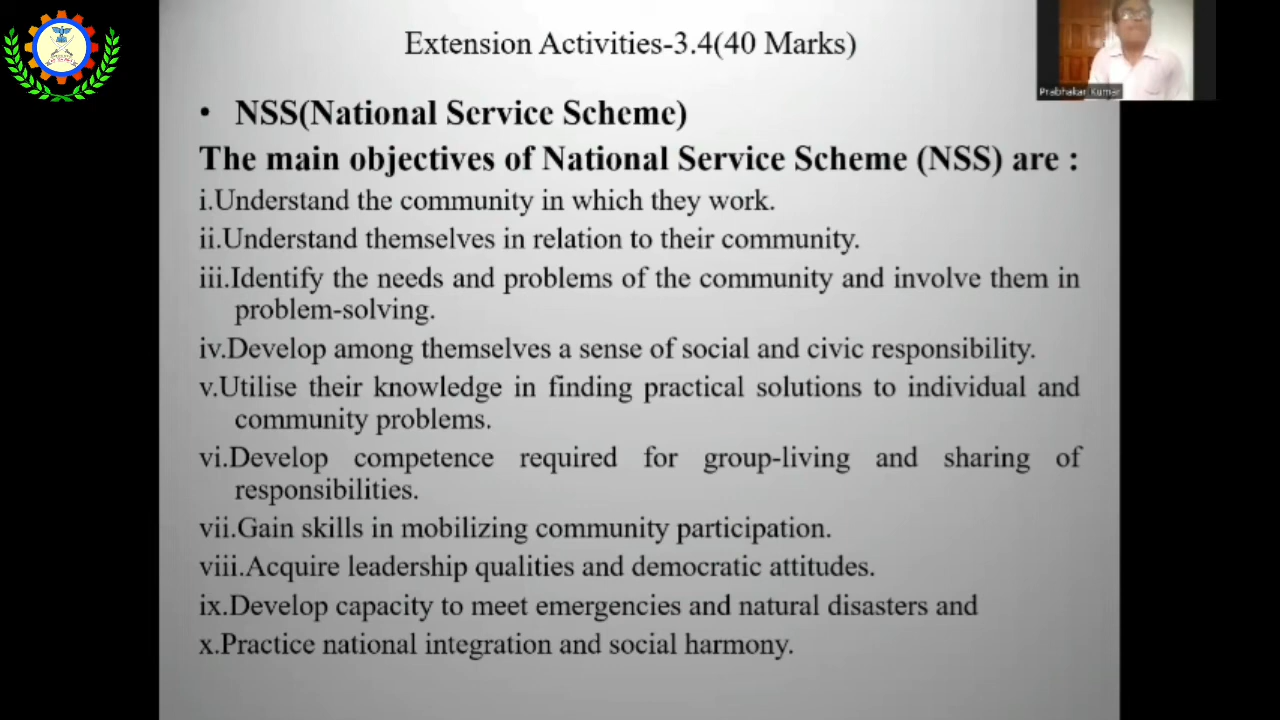 Extension Activities-3.4(40 Marks)
Prabhakar Kumar
• NSS(National Service Scheme)
The main objectives of National Service Scheme (NSS) are :
i.Understand the community in which they work.
ii.Understand themselves in relation to their community.
iii.Identify the needs and problems of the community and involve them in
problem-solving.
iv.Develop among themselves a sense of social and civic responsibility.
v.Utilise their knowledge in finding practical solutions to individual and
community problems.
vi.Develop competence required for group-living and sharing of
responsibilities.
vii.Gain skills in mobilizing community participation.
viii.Acquire leadership qualities and democratic attitudes.
ix.Develop capacity to meet emergencies and natural disasters and
x.Practice national integration and social harmony.